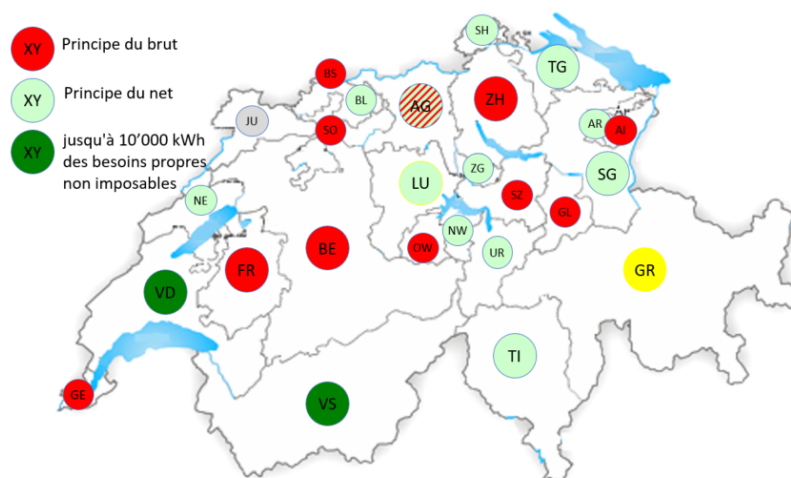 XY Principe du brut
XY Principe du net
XY jusqu'à 10’000 kWh
des besoins propres
non imposables
SH
TG
BS
BL
AG
ZH
JU
SO
AR
AI
ZG
SG
LU
SZ
NE
GL
NW
BE
OW
UR
FR
GR
VD
TI
GE
VS